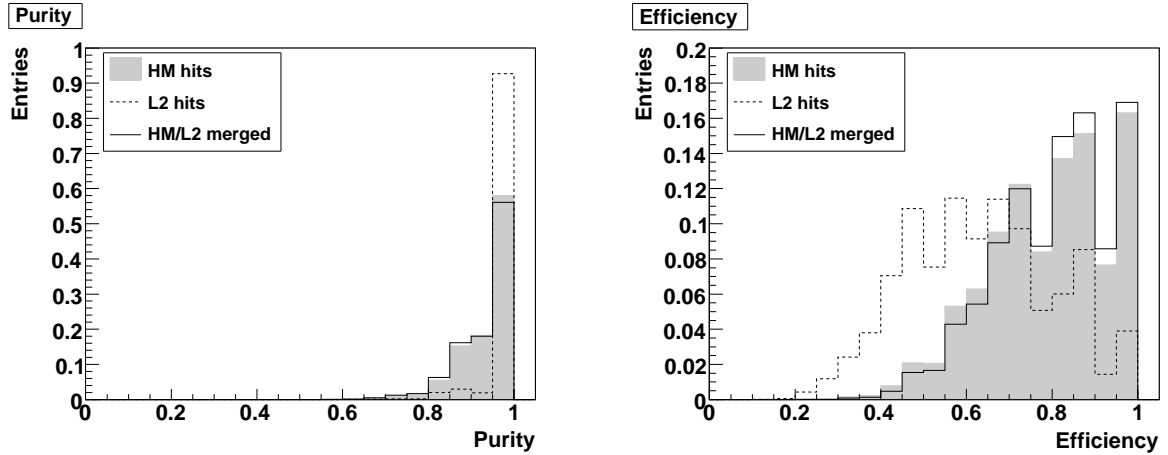 Purity
Entries
1
0.9
0.8
0.7
0.6
0.5
0.4
0.3
0.2
0.1
0
HM hits
L2 hits
HM/L2 merged
0 0.2 0.4 0.6 0.8 1
Purity
Efficiency
Entries
0.2
0.18
0.16
0.14
0.12
0.1
0.08
0.06
0.04
0.02
0
HM hits
L2 hits
HM/L2 merged
0 0.2 0.4 0.6 0.8 1
Efficiency